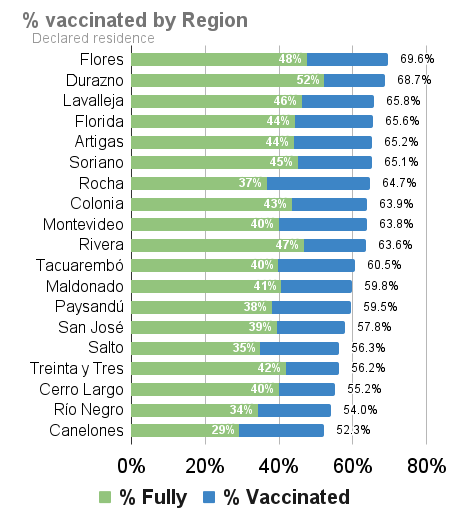 % vaccinated by Region
Declared residence
Flores 48% 69.6%
Durazno 52% 68.7%
Lavalleja 46% 65.8%
Florida 44% 65.6%
Artigas 44% 65.2%
Soriano 45% 65.1%
Rocha 37% 64.7%
Colonia 43% 63.9%
Montevideo 40% 63.8%
Rivera 47% 63.6%
Tacuarembó 40% 60.5%
Maldonado 41% 59.8%
Paysandú 38% 59.5%
San José 39% 57.8%
Salto 35% 56.3%
Treinta y Tres 42% 56.2%
Cerro Largo 40% 55.2%
Río Negro 34% 54.0%
Canelones 29% 52.3%
0% 20% 40% 60% 80%
% Fully % Vaccinated